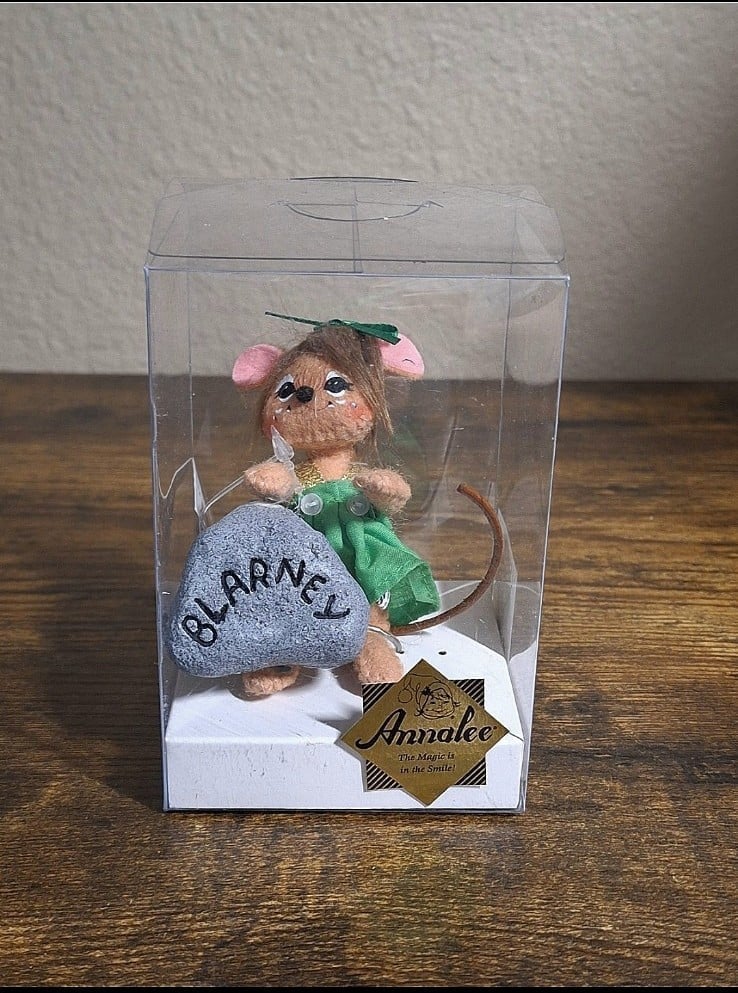 BLARNEY
Annalee
The Magic is
in the Smile!